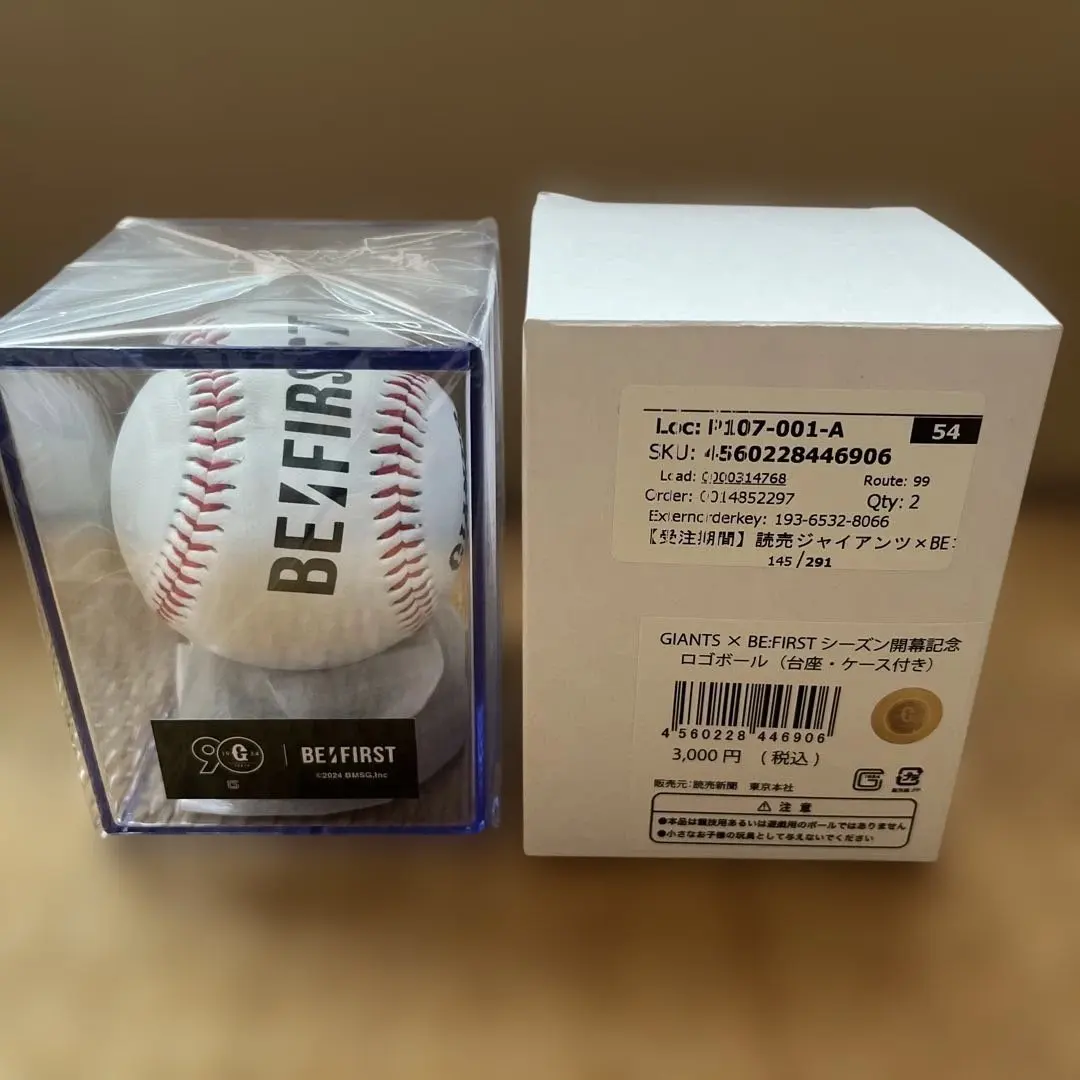 BE:FIRST
90
G
BE:FIRST
©2024 BMSG,Inc
Loc: P107-001-A
54
SKU: 4560228446906
Load: 0000314768
Route: 99
Order: 0014852297
Qty: 2
Externorderkey: 193-6532-8066
【受注期間】読売ジャイアンツ×BE:
145/291
GIANTS × BE:FIRST シーズン開幕記念
ロゴボール（台座・ケース付き）
4 560228 446906
3,000円 （税込）
販売元:読売新聞 東京本社
⚠ 注意
●本品は競技用あるいは遊戯用のボールではありません
●小さなお子様の玩具として与えないでください